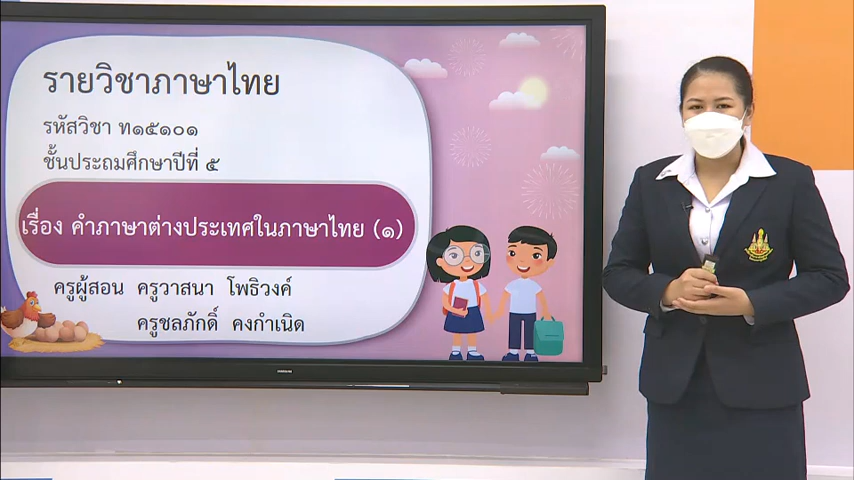 รายวิชาภาษาไทย
รหัสวิชา ท๑๕๑๐๑
ชั้นประถมศึกษาปีที่ ๕
เรื่อง คำภาษาต่างประเทศในภาษาไทย (๑)
ครูผู้สอน ครูวาสนา โพธิวงค์
ครูชลภักดิ์ คงกำเนิด
SAMSUNG